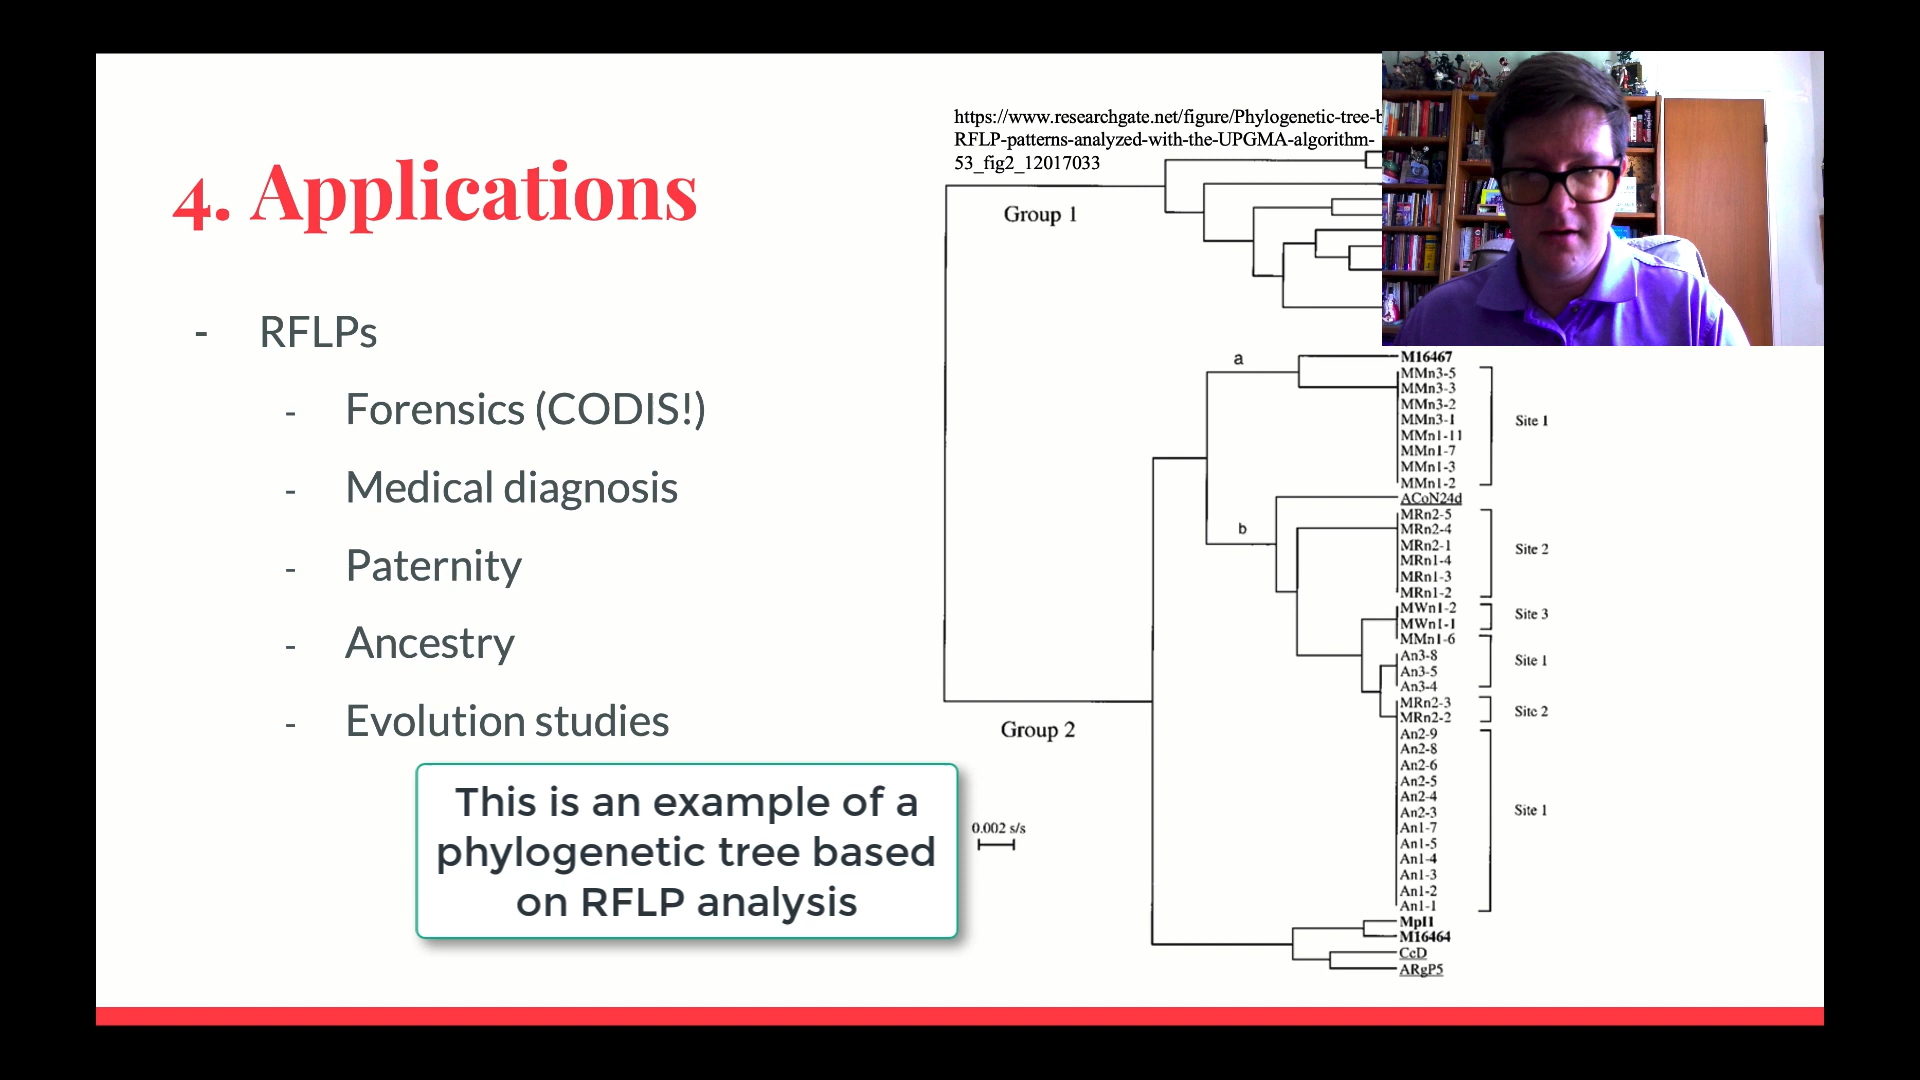 4. Applications
- RFLPs
- Forensics (CODIS!)
- Medical diagnosis
- Paternity
- Ancestry
- Evolution studies
This is an example of a
phylogenetic tree based
on RFLP analysis
https://www.researchgate.net/figure/Phylogenetic-tree-b
RFLP-patterns-analyzed-with-the-UPGMA-algorithm-
53_fig2_12017033
Group 1
a
M16467
MMn3-5
MMn3-3
MMn3-2
MMn3-1
MMn1-11
MMn1-7
MMn1-3
MMn1-2
Site 1
ACoN24d
b
MRn2-5
MRn2-4
MRn2-1
MRn1-4
MRn1-3
MRn1-2
Site 2
MWn1-2
MWn1-1
Site 3
MMn1-6
An3-8
An3-5
An3-4
Site 1
MRn2-3
MRn2-2
Site 2
Group 2
An2-9
An2-8
An2-6
An2-5
An2-4
An2-3
An1-7
An1-5
An1-4
An1-3
An1-2
An1-1
Site 1
0.002 s/s
MpI1
M16464
CcD
ARgP5